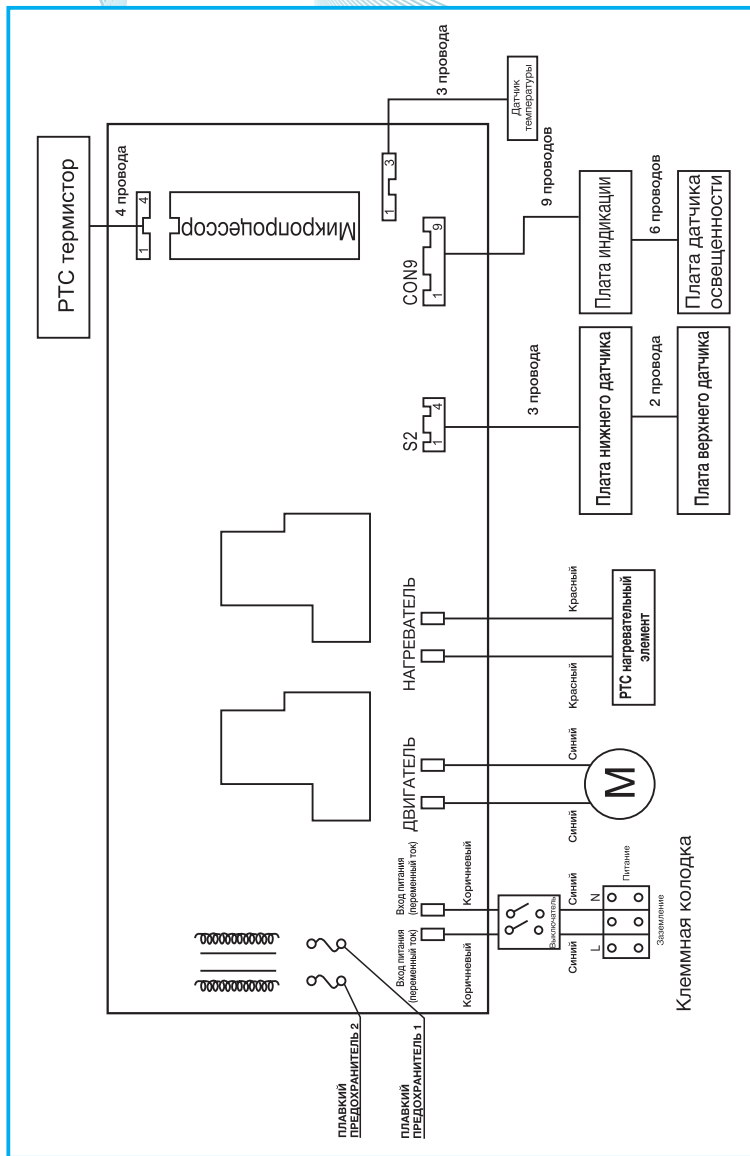 PTC термистор
4 провода
1
4
Микропроцессор
1
3
3 провода
Датчик
температуры
CON9
1
9
9 проводов
Плата индикации
6 проводов
Плата датчика
освещенности
S2
1
4
3 провода
Плата нижнего датчика
2 провода
Плата верхнего датчика
НАГРЕВАТЕЛЬ
Красный
Красный
PTC нагревательный
элемент
ДВИГАТЕЛЬ
Синий
Синий
M
Вход питания
(переменный ток)
Вход питания
(переменный ток)
Коричневый
Коричневый
Выключатель
Синий
Синий
L
N
Питание
Заземление
Клеммная колодка
ПЛАВКИЙ
ПРЕДОХРАНИТЕЛЬ 2
ПЛАВКИЙ
ПРЕДОХРАНИТЕЛЬ 1